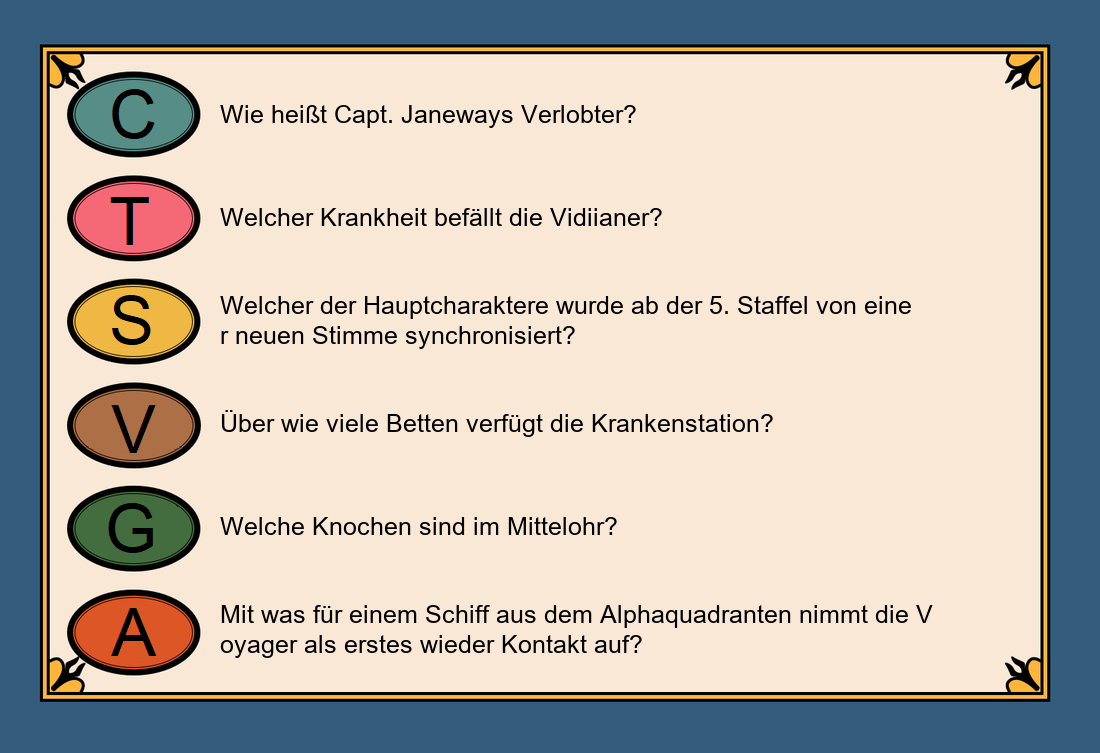 C Wie heißt Capt. Janeways Verlobter?
T Welcher Krankheit befällt die Vidiianer?
S Welcher der Hauptcharaktere wurde ab der 5. Staffel von eine
r neuen Stimme synchronisiert?
V Über wie viele Betten verfügt die Krankenstation?
G Welche Knochen sind im Mittelohr?
A Mit was für einem Schiff aus dem Alphaquadranten nimmt die V
oyager als erstes wieder Kontakt auf?